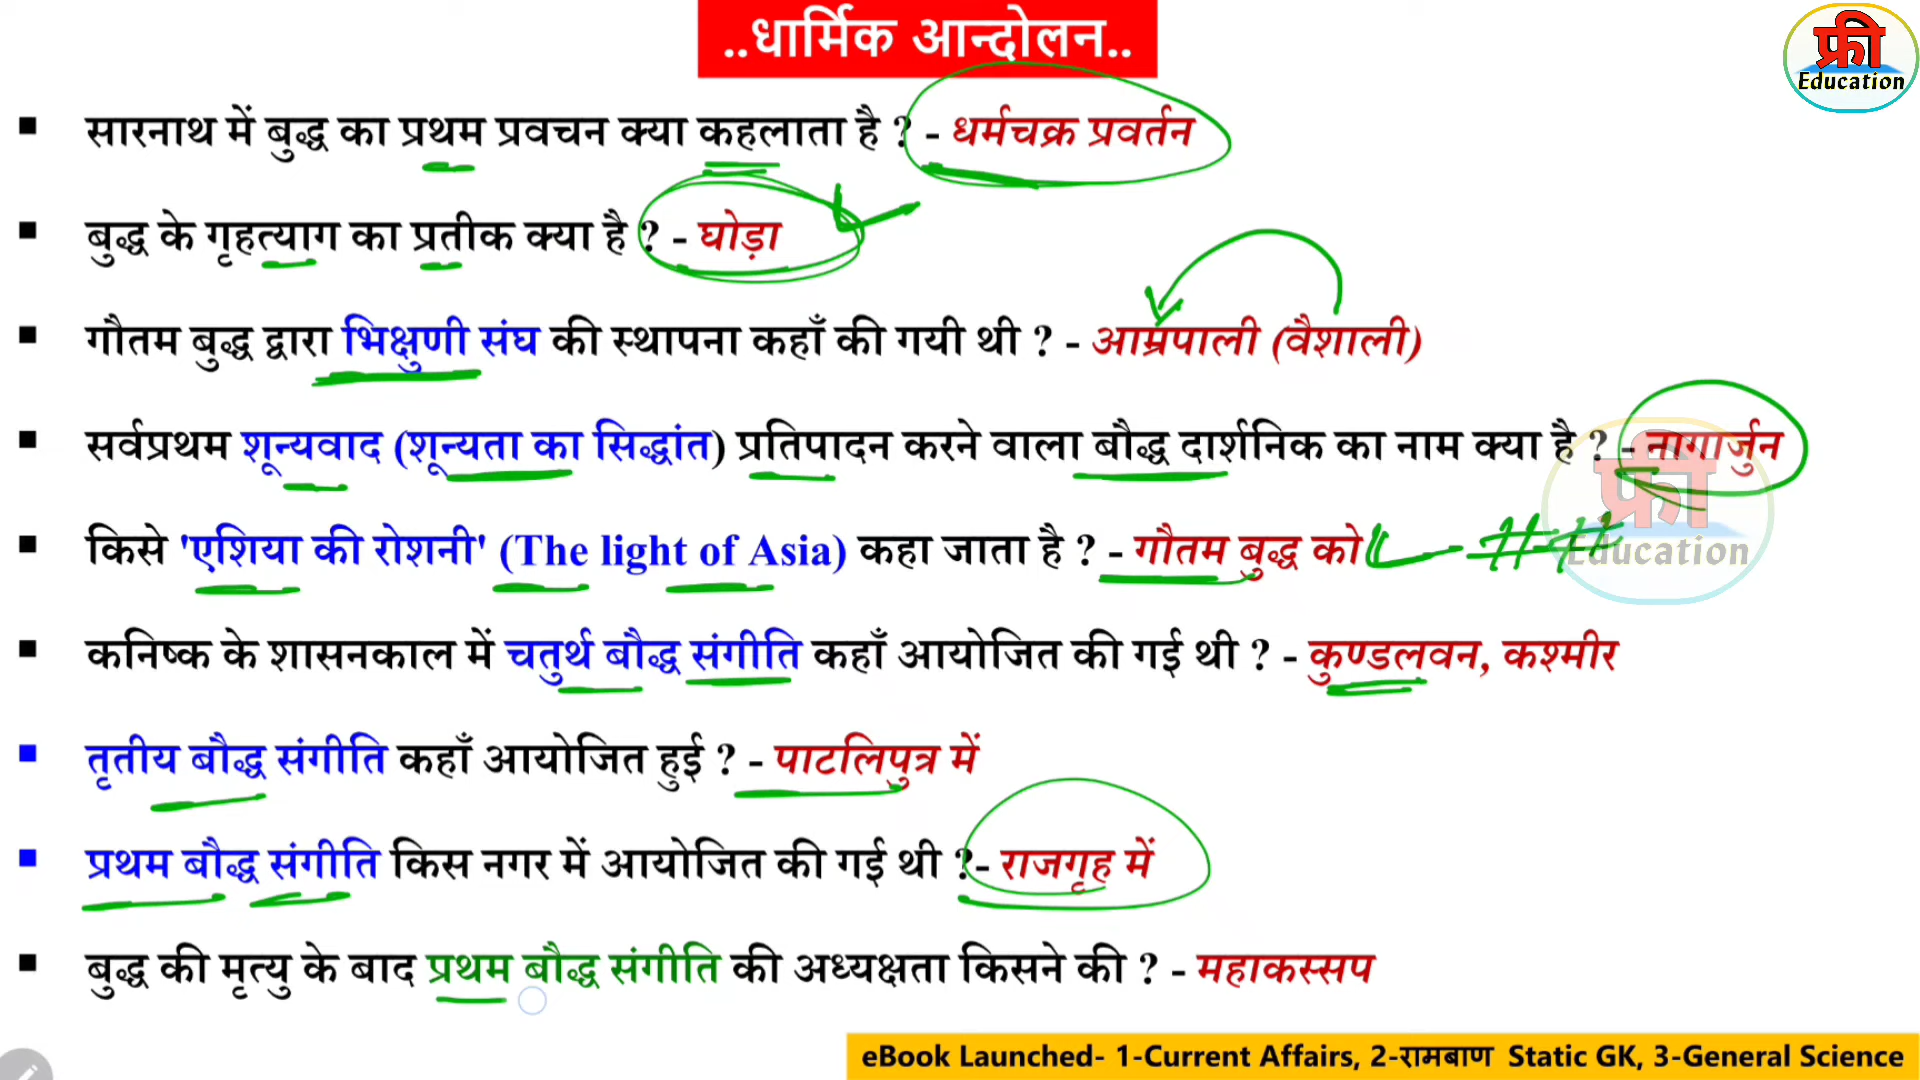 ..धार्मिक आन्दोलन..
फ्री
Education
▪ सारनाथ में बुद्ध का प्रथम प्रवचन क्या कहलाता है ? - धर्मचक्र प्रवर्तन
▪ बुद्ध के गृहत्याग का प्रतीक क्या है ? - घोड़ा
▪ गौतम बुद्ध द्वारा भिक्षुणी संघ की स्थापना कहाँ की गयी थी ? - आम्रपाली (वैशाली)
▪ सर्वप्रथम शून्यवाद (शून्यता का सिद्धांत) प्रतिपादन करने वाला बौद्ध दार्शनिक का नाम क्या है ? - नागार्जुन
▪ किसे 'एशिया की रोशनी' (The light of Asia) कहा जाता है ? - गौतम बुद्ध को
फ्री
Education
▪ कनिष्क के शासनकाल में चतुर्थ बौद्ध संगीति कहाँ आयोजित की गई थी ? - कुण्डलवन, कश्मीर
▪ तृतीय बौद्ध संगीति कहाँ आयोजित हुई ? - पाटलिपुत्र में
▪ प्रथम बौद्ध संगीति किस नगर में आयोजित की गई थी ?- राजगृह में
▪ बुद्ध की मृत्यु के बाद प्रथम बौद्ध संगीति की अध्यक्षता किसने की ? - महाकस्सप
eBook Launched- 1-Current Affairs, 2-रामबाण Static GK, 3-General Science